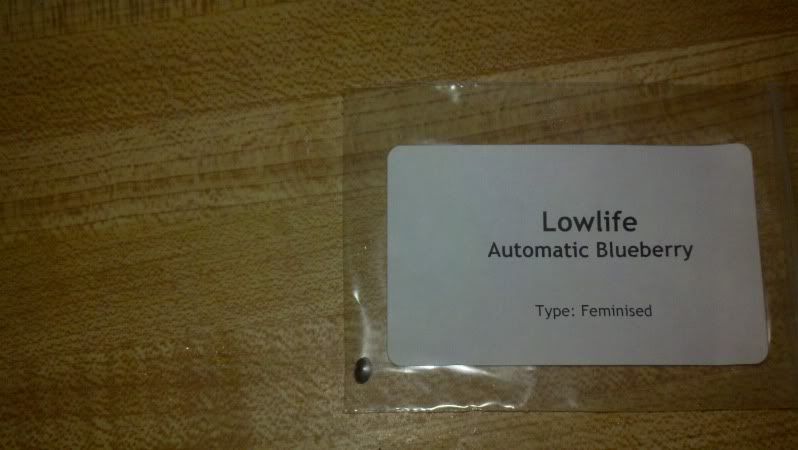 Lowlife
Automatic Blueberry
Type: Feminised